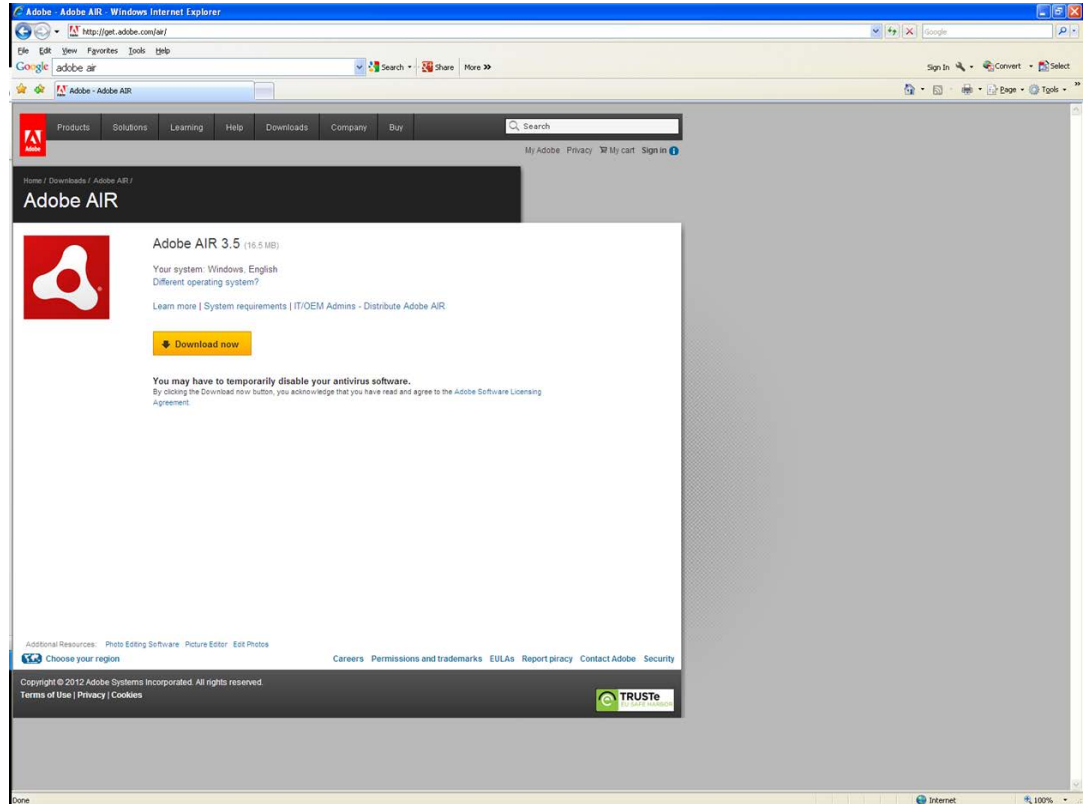 Adobe - Adobe AIR - Windows Internet Explorer
http://get.adobe.com/air/
Google
File Edit View Favorites Tools Help
Google adobe air Search Share More »
Sign In Convert Select
Adobe - Adobe AIR
Page Tools »
Adobe
Products Solutions Learning Help Downloads Company Buy
Search
My Adobe Privacy My cart Sign in
Home / Downloads / Adobe AIR /
Adobe AIR
Adobe AIR 3.5 (16.5 MB)
Your system: Windows, English
Different operating system?
Learn more | System requirements | IT/OEM Admins - Distribute Adobe AIR
Download now
You may have to temporarily disable your antivirus software.
By clicking the Download now button, you acknowledge that you have read and agree to the Adobe Software Licensing
Agreement.
Additional Resources: Photo Editing Software Picture Editor Edit Photos
Choose your region
Careers Permissions and trademarks EULAs Report piracy Contact Adobe Security
Copyright © 2012 Adobe Systems Incorporated. All rights reserved.
Terms of Use | Privacy | Cookies
TRUSTe
EU SAFE HARBOR
Done
Internet
100%